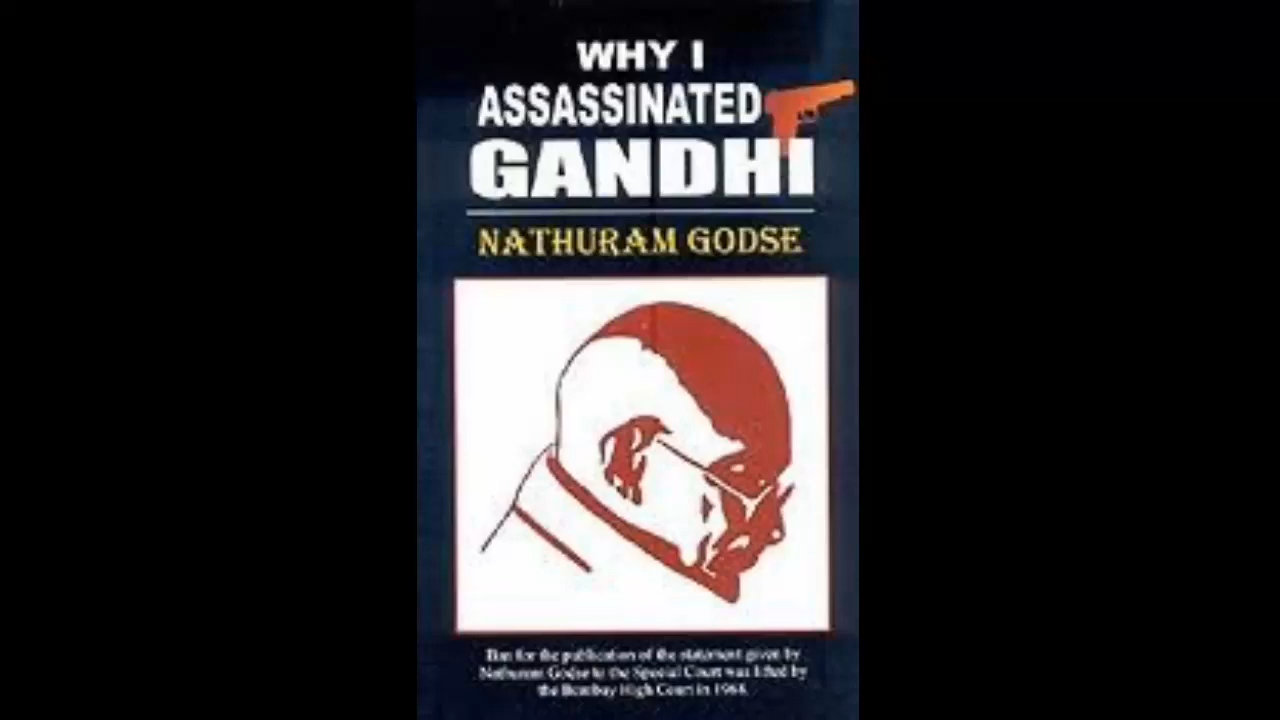 WHY I
ASSASSINATED
GANDHI
NATHURAM GODSE
Ban for the publication of the statement given by
Nathuram Godse to the Special Court was lifted by
the Bombay High Court in 1968.